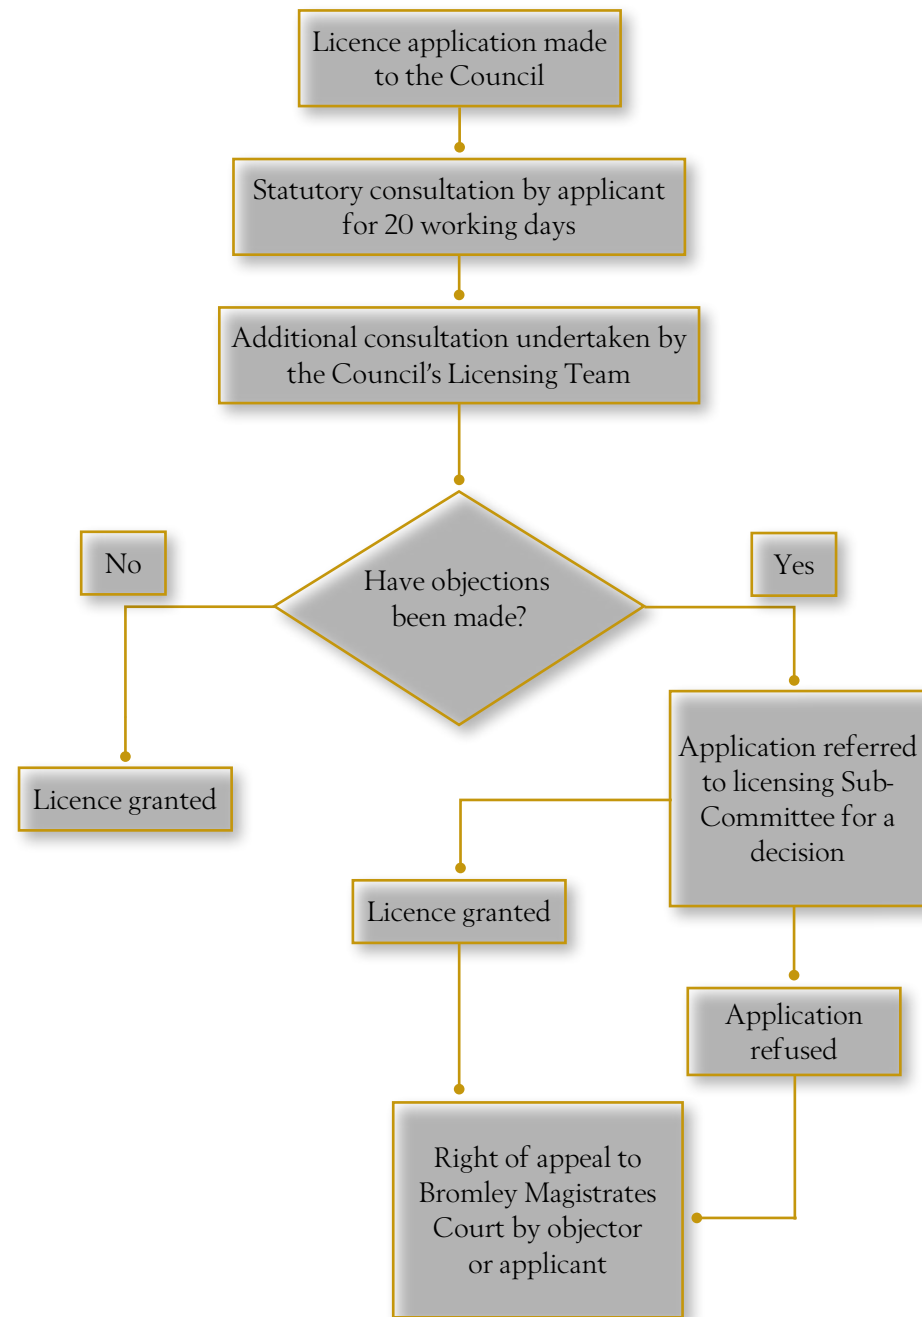 Licence application made
to the Council
Statutory consultation by applicant
for 20 working days
Additional consultation undertaken by
the Council's Licensing Team
No
Have objections
been made?
Yes
Licence granted
Application referred
to licensing Sub-
Committee for a
decision
Licence granted
Application
refused
Right of appeal to
Bromley Magistrates
Court by objector
or applicant